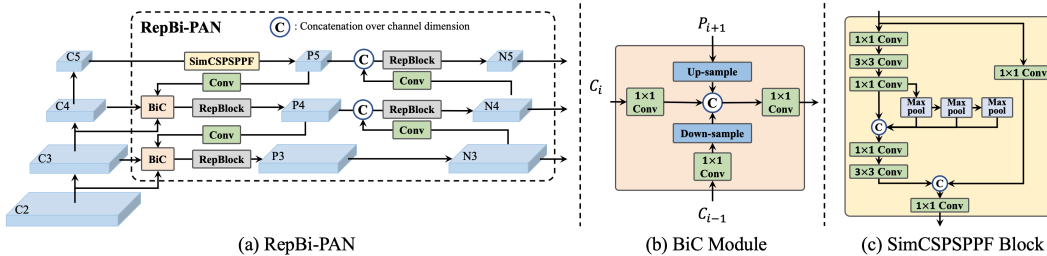 RepBi-PAN
C : Concatenation over channel dimension
C5
SimCSPSPPF
P5
C
RepBlock
N5
Conv
Conv
C4
BiC
RepBlock
P4
C
RepBlock
N4
Conv
Conv
C3
BiC
RepBlock
P3
N3
C2
(a) RepBi-PAN
P_{i+1}
Up-sample
C_i
1×1
Conv
C
1×1
Conv
Down-sample
1×1
Conv
C_{i−1}
(b) BiC Module
1×1 Conv
3×3 Conv
1×1 Conv
1×1 Conv
Max
pool
Max
pool
Max
pool
C
1×1 Conv
3×3 Conv
C
1×1 Conv
(c) SimCSPSPPF Block